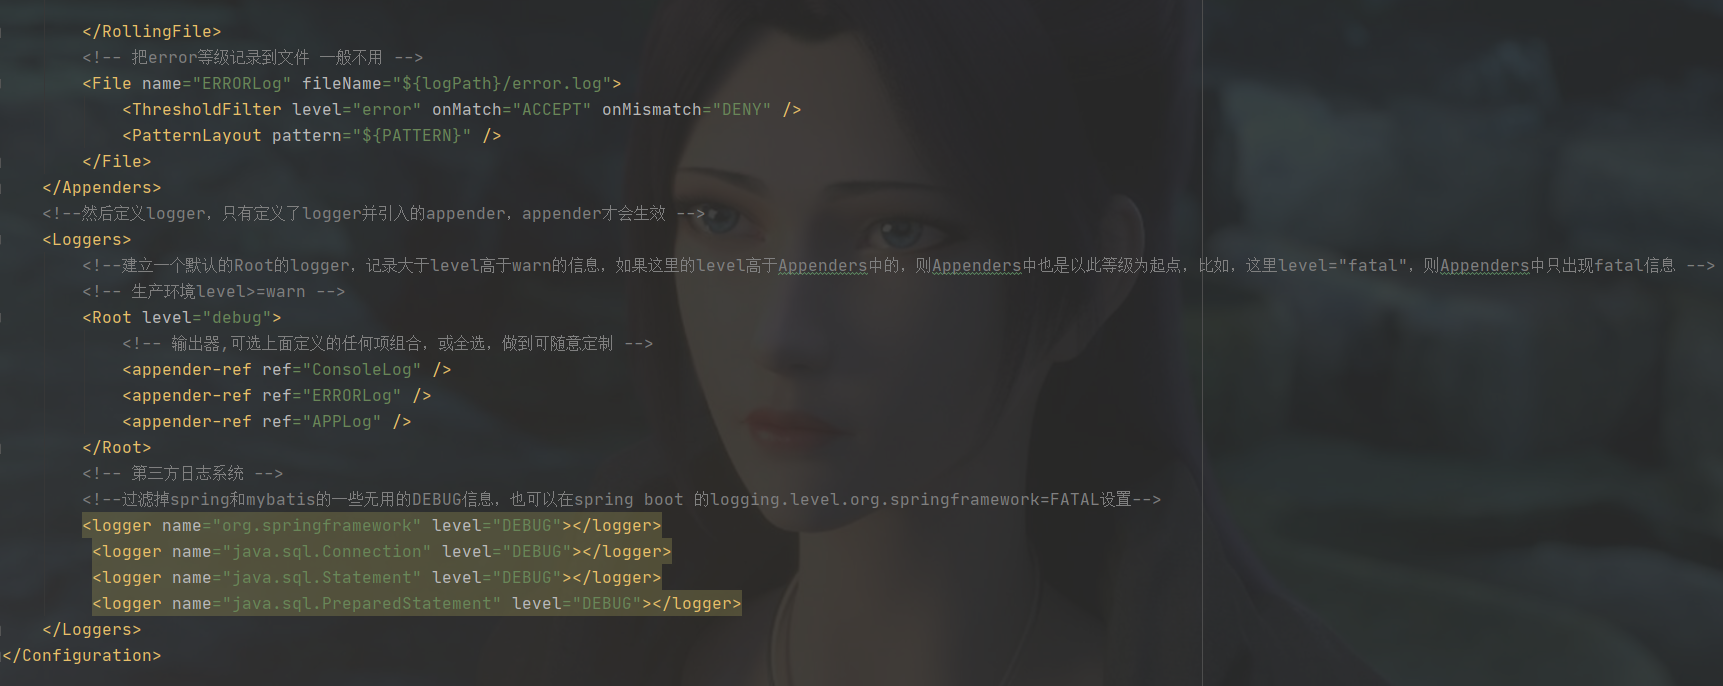 </RollingFile>
<!-- 把error等级记录到文件 一般不用 -->
<File name="ERRORLog" fileName="${logPath}/error.log">
<ThresholdFilter level="error" onMatch="ACCEPT" onMismatch="DENY" />
<PatternLayout pattern="${PATTERN}" />
</File>
</Appenders>
<!--然后定义logger，只有定义了logger并引入的appender，appender才会生效 -->
<Loggers>
<!--建立一个默认的Root的logger，记录大于level高于warn的信息，如果这里的level高于Appenders中的，则Appenders中也是以此等级为起点，比如，这里level="fatal"，则Appenders中只出现fatal信息 -->
<!-- 生产环境level>=warn -->
<Root level="debug">
<!-- 输出器,可选上面定义的任何项组合，或全选，做到可随意定制 -->
<appender-ref ref="ConsoleLog" />
<appender-ref ref="ERRORLog" />
<appender-ref ref="APPLog" />
</Root>
<!-- 第三方日志系统 -->
<!--过滤掉spring和mybatis的一些无用的DEBUG信息，也可以在spring boot 的logging.level.org.springframework=FATAL设置-->
<logger name="org.springframework" level="DEBUG"></logger>
<logger name="java.sql.Connection" level="DEBUG"></logger>
<logger name="java.sql.Statement" level="DEBUG"></logger>
<logger name="java.sql.PreparedStatement" level="DEBUG"></logger>
</Loggers>
</Configuration>